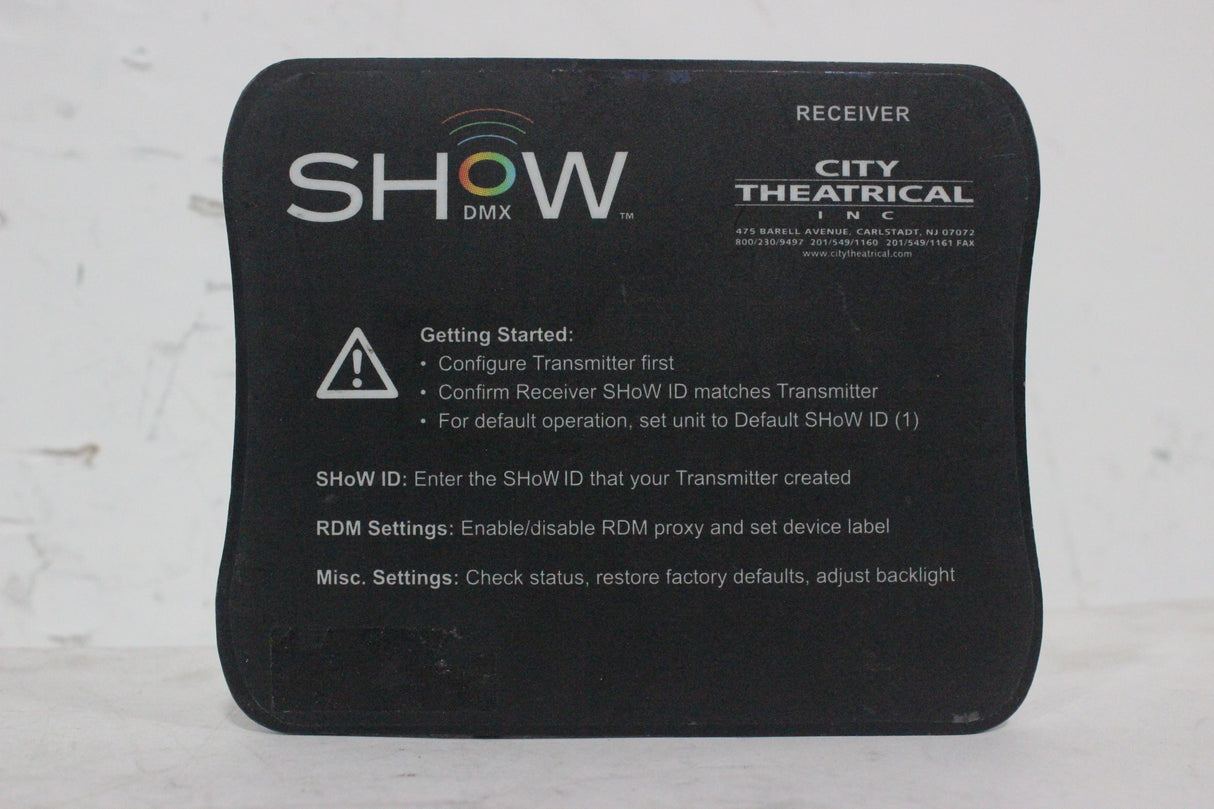 SHoW
DMX
™
RECEIVER
CITY
THEATRICAL
INC
475 BARELL AVENUE, CARLSTADT, NJ 07072
800/230/9497 201/549/1160 201/549/1161 FAX
www.citytheatrical.com
Getting Started:
• Configure Transmitter first
• Confirm Receiver SHoW ID matches Transmitter
• For default operation, set unit to Default SHoW ID (1)
SHoW ID: Enter the SHoW ID that your Transmitter created
RDM Settings: Enable/disable RDM proxy and set device label
Misc. Settings: Check status, restore factory defaults, adjust backlight